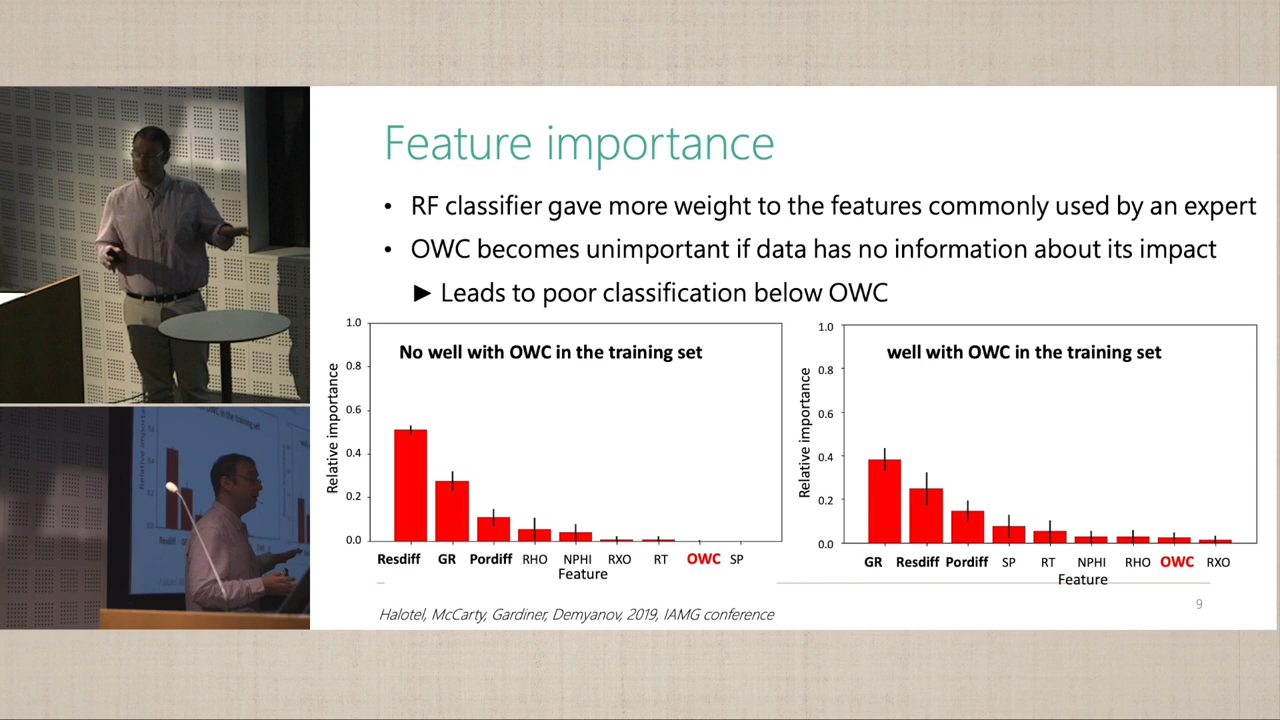 Feature importance
• RF classifier gave more weight to the features commonly used by an expert
• OWC becomes unimportant if data has no information about its impact
► Leads to poor classification below OWC
No well with OWC in the training set
Relative importance
1.0
0.8
0.6
0.4
0.2
0.0
Resdiff GR Pordiff RHO NPHI RXO RT OWC SP
Feature
well with OWC in the training set
Relative importance
1.0
0.8
0.6
0.4
0.2
0.0
GR Resdiff Pordiff SP RT NPHI RHO OWC RXO
Feature
Halotel, McCarty, Gardiner, Demyanov, 2019, IAMG conference
9